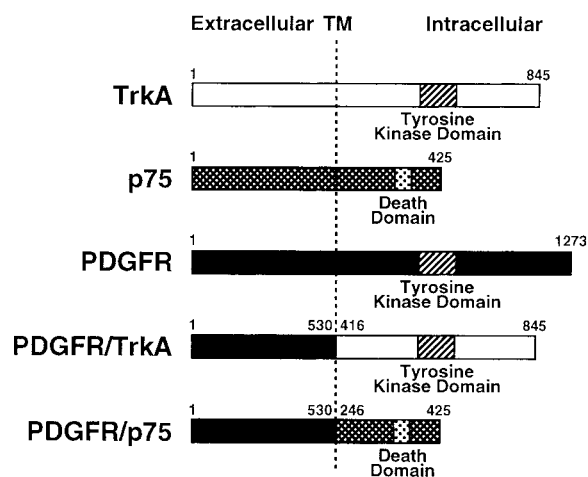 Extracellular TM Intracellular
1 845
TrkA
Tyrosine
Kinase Domain
1 425
p75
Death
Domain
1 1273
PDGFR
Tyrosine
Kinase Domain
1 530 416 845
PDGFR/TrkA
Tyrosine
Kinase Domain
1 530 246 425
PDGFR/p75
Death
Domain